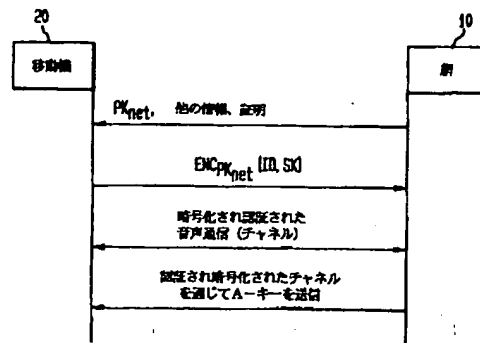 20
10
移動機
網
PKnet, 他の情報、証明
ENCPKnet [ID, SK]
暗号化され認証された
音声通信 (チャネル)
認証され暗号化されたチャネル
を通じてA-キーを送信